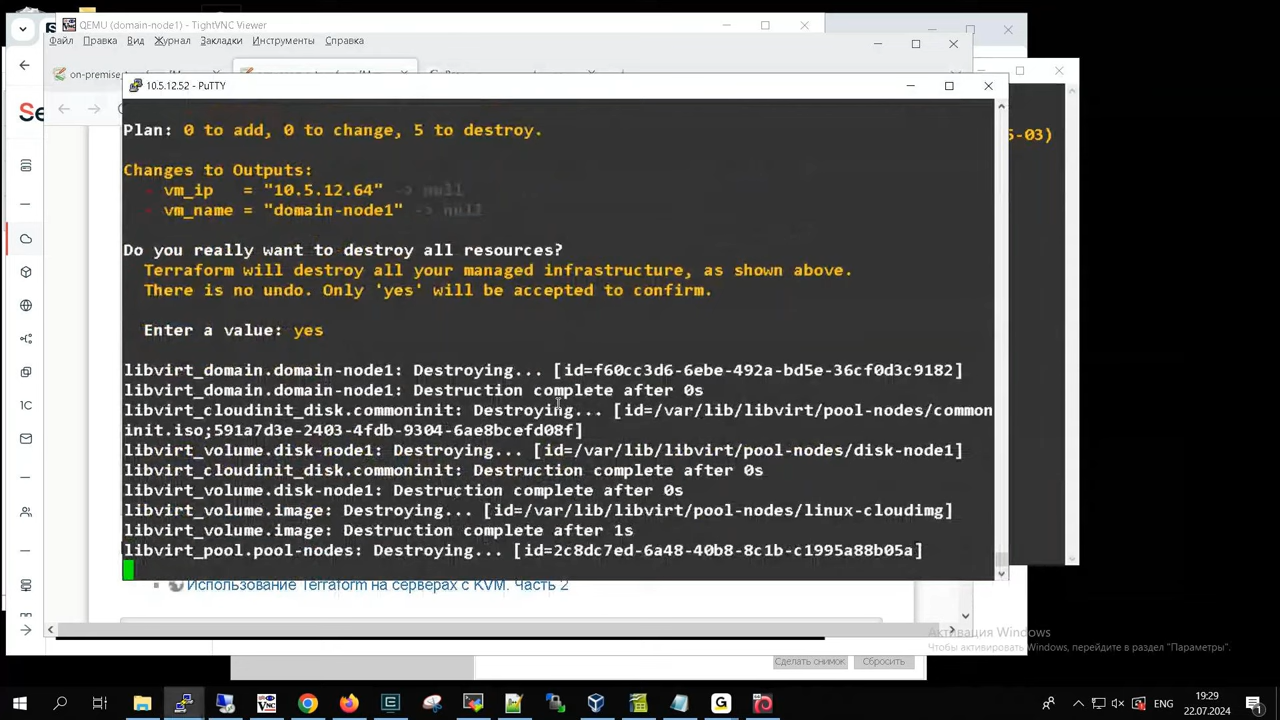 QEMU (domain-node1) - TightVNC Viewer
Файл Правка Вид Журнал Закладки Инструменты Справка
on-premise
10.5.12.52 - PuTTY
Se
5-03)
Plan: 0 to add, 0 to change, 5 to destroy.
Changes to Outputs:
- vm_ip = "10.5.12.64" -> null
- vm_name = "domain-node1" -> null
Do you really want to destroy all resources?
Terraform will destroy all your managed infrastructure, as shown above.
There is no undo. Only 'yes' will be accepted to confirm.
Enter a value: yes
libvirt_domain.domain-node1: Destroying... [id=f60cc3d6-6ebe-492a-bd5e-36cf0d3c9182]
libvirt_domain.domain-node1: Destruction complete after 0s
libvirt_cloudinit_disk.commoninit: Destroying... [id=/var/lib/libvirt/pool-nodes/common
init.iso;591a7d3e-2403-4fdb-9304-6ae8bcefd08f]
libvirt_volume.disk-node1: Destroying... [id=/var/lib/libvirt/pool-nodes/disk-node1]
libvirt_cloudinit_disk.commoninit: Destruction complete after 0s
libvirt_volume.disk-node1: Destruction complete after 0s
libvirt_volume.image: Destroying... [id=/var/lib/libvirt/pool-nodes/linux-cloudimg]
libvirt_volume.image: Destruction complete after 1s
libvirt_pool.pool-nodes: Destroying... [id=2c8dc7ed-6a48-40b8-8c1b-c1995a88b05a]
1C
Использование Terraform на серверах с KVM. Часть 2
Активация Windows
Чтобы активировать Windows, перейдите в раздел "Параметры".
Сделать снимок Сбросить
ENG
19:29
22.07.2024